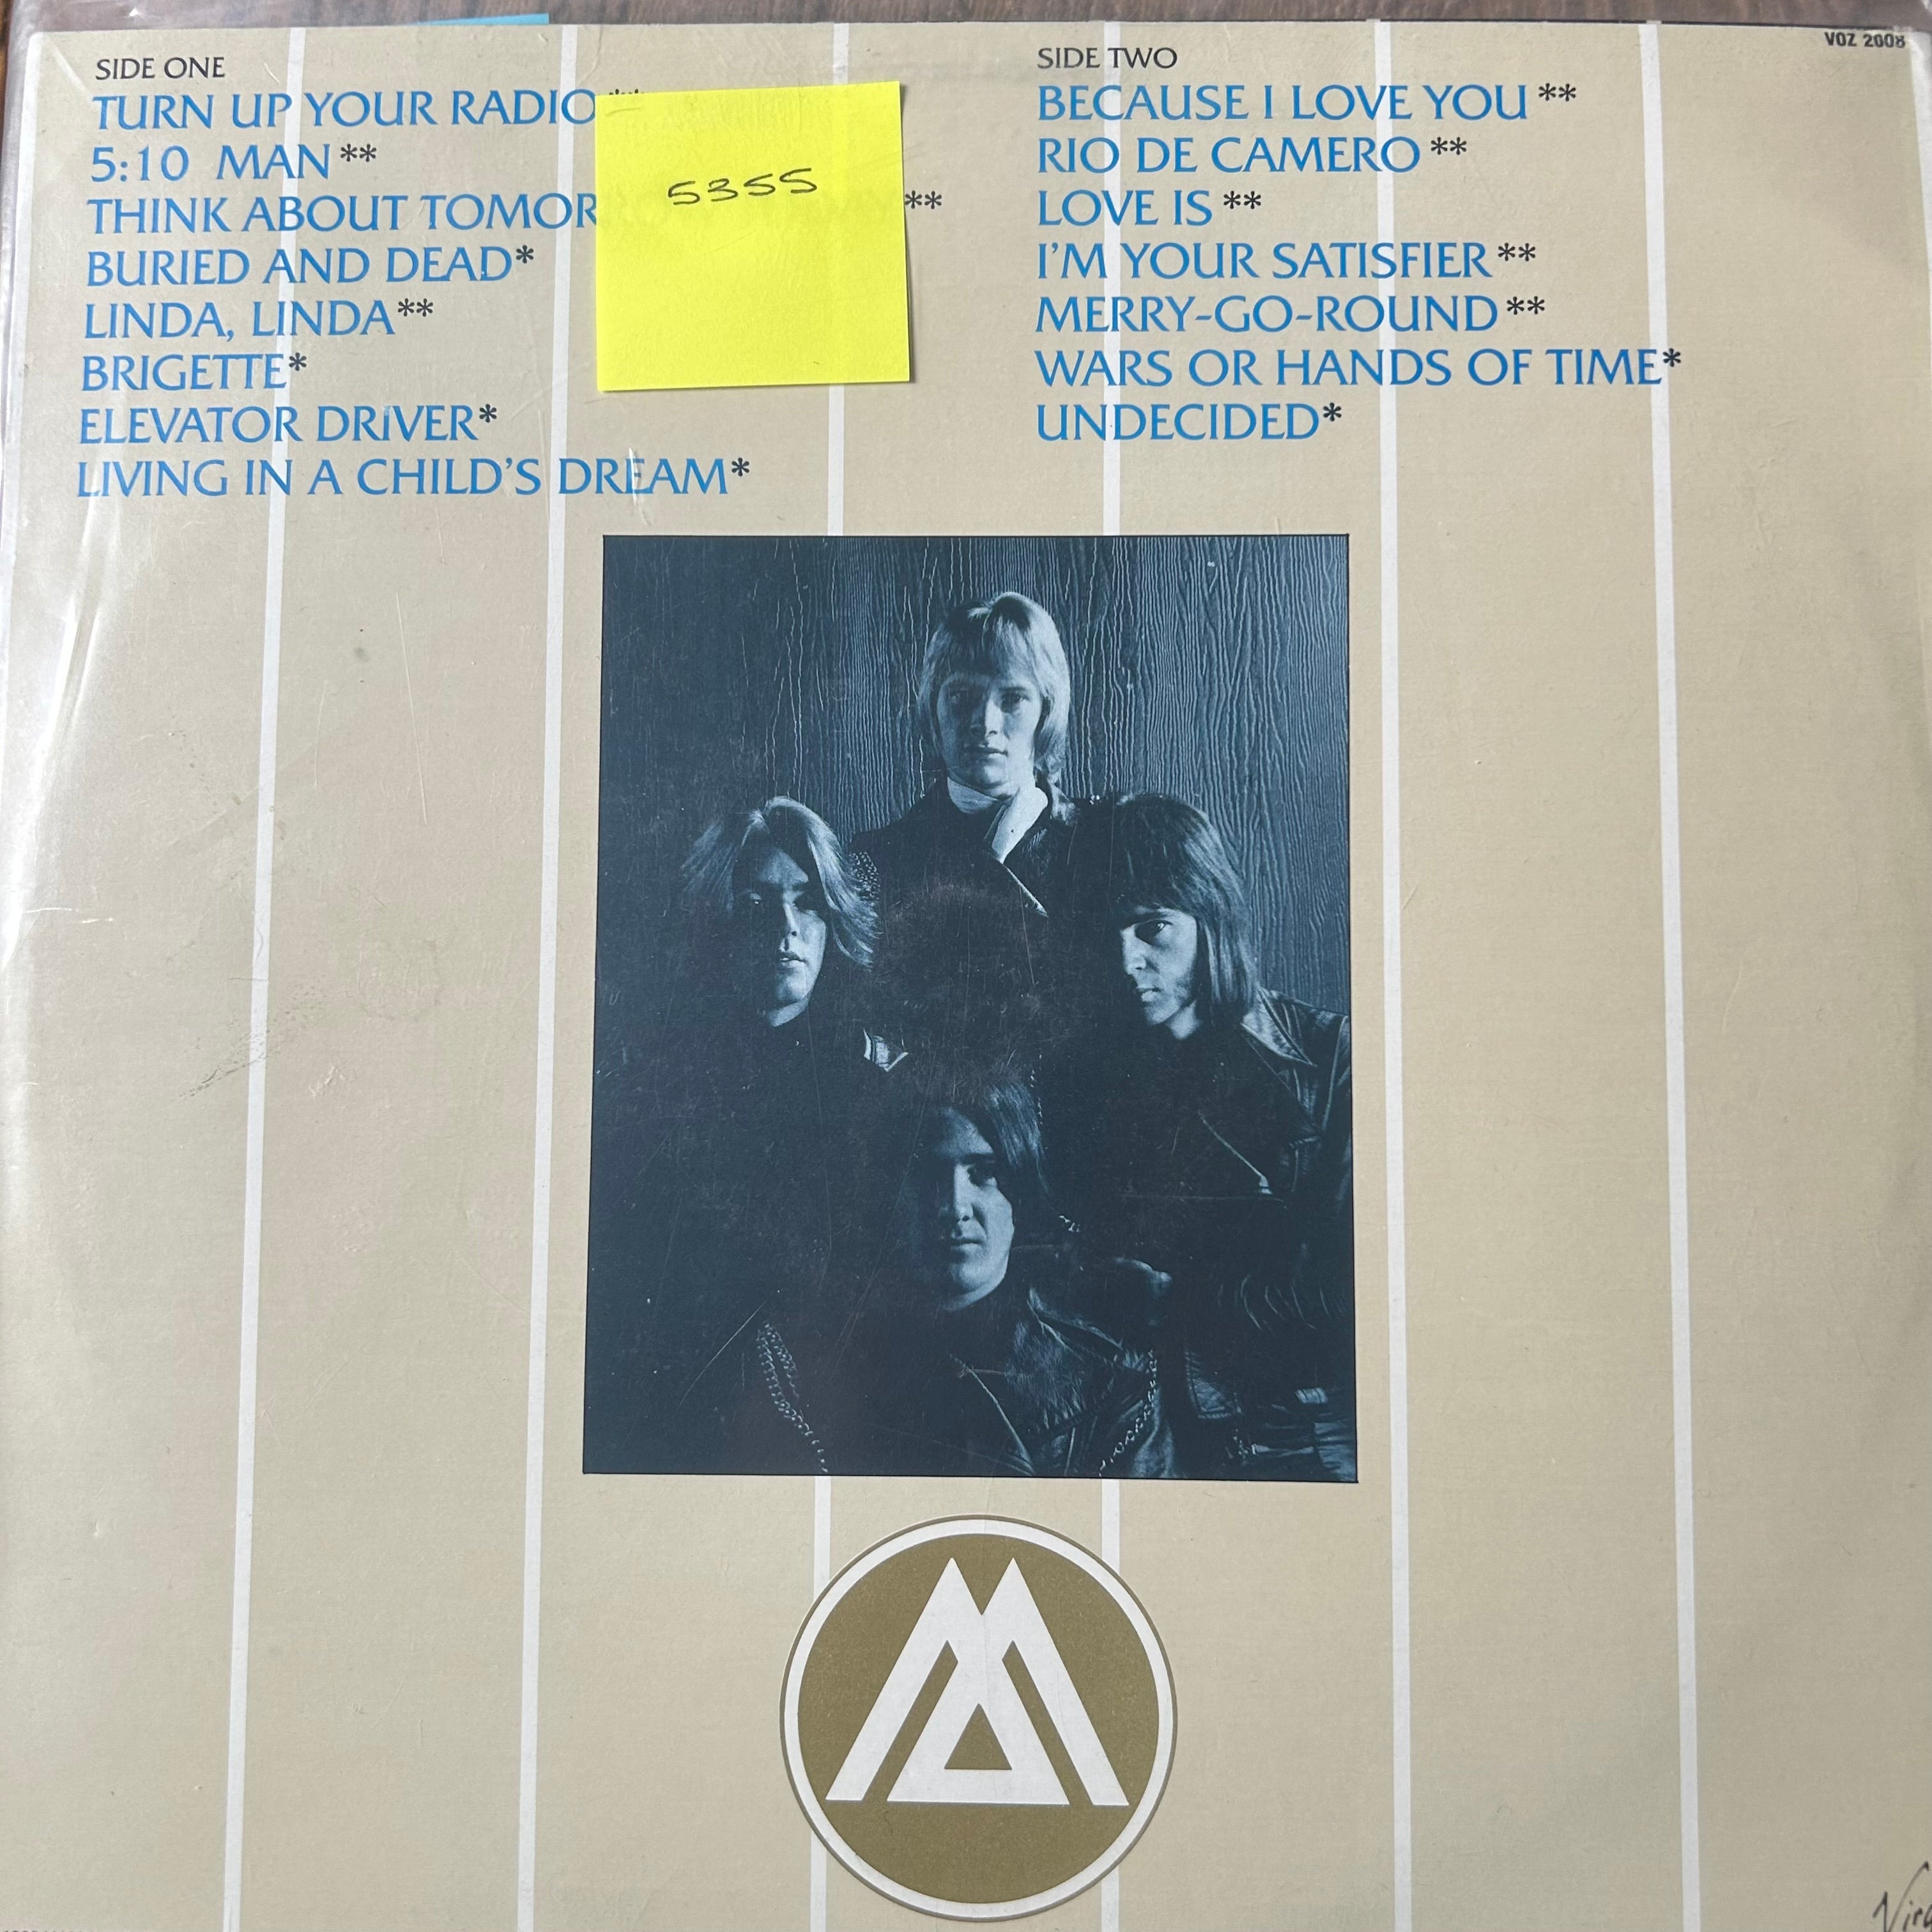 VOZ 2008
SIDE ONE
TURN UP YOUR RADIO
5:10 MAN**
THINK ABOUT **
BURIED AND DEAD*
LINDA, LINDA**
BRIGETTE*
ELEVATOR DRIVER*
LIVING IN A CHILD'S DREAM*
5355
SIDE TWO
BECAUSE I LOVE YOU**
RIO DE CAMERO**
LOVE IS**
I'M YOUR SATISFIER**
MERRY-GO-ROUND**
WARS OR HANDS OF TIME*
UNDECIDED*